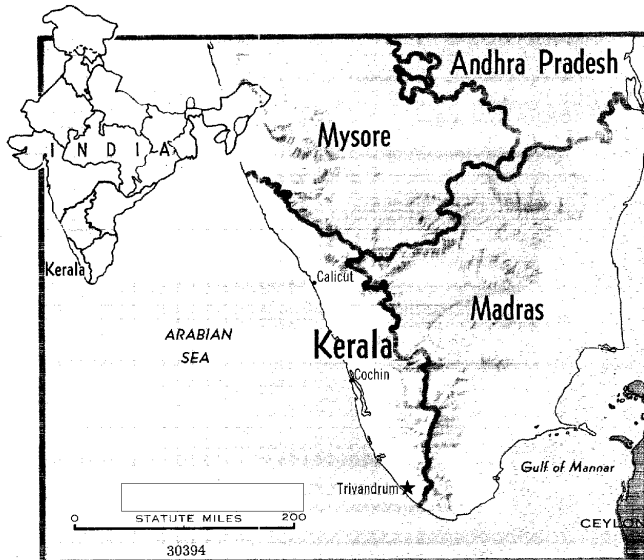 Andhra Pradesh
Mysore
I N D I A
Kerala
Calicut
Madras
ARABIAN
SEA
Kerala
Cochin
Gulf of Mannar
Trivandrum
0 200
STATUTE MILES
CEYLON
30394